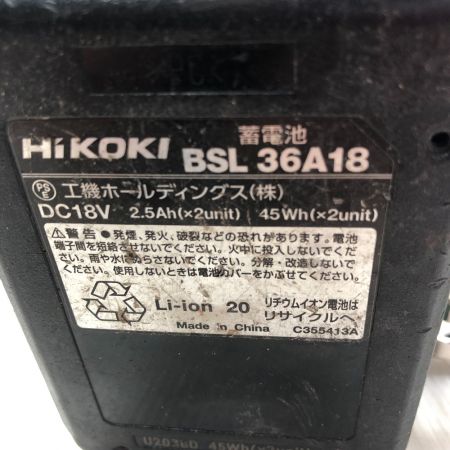 蓄電池
HiKOKI BSL 36A18
PS E 工機ホールディングス(株)
DC18V 2.5Ah(×2unit) 45Wh(×2unit)
⚠警告 ●発煙、発火、破裂などの恐れがあります。電池
端子間を短絡させないでください。火中に投入しないでくだ
さい。雨や水にぬらさないでください。分解・改造しないで
ください。使用しないときは電池カバーをかぶせてください。
Li-ion 20 リチウムイオン電池は
リサイクルへ
Made in China C355413A
45Wh(×2unit)